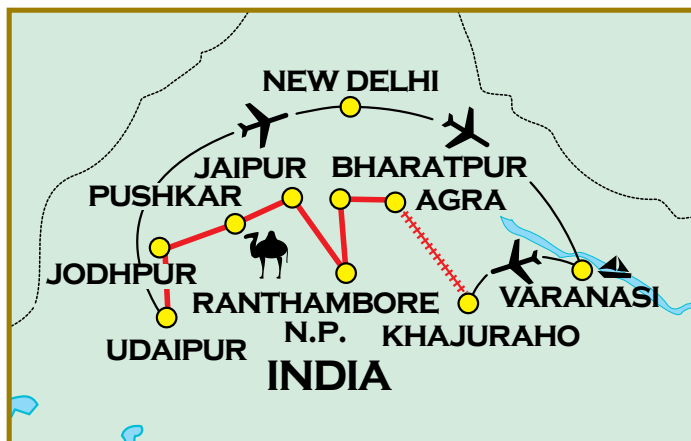 NEW DELHI
JAIPUR
BHARATPUR
PUSHKAR
AGRA
JODHPUR
RANTHAMBORE
N.P.
VARANASI
UDAIPUR
KHAJURAHO
INDIA